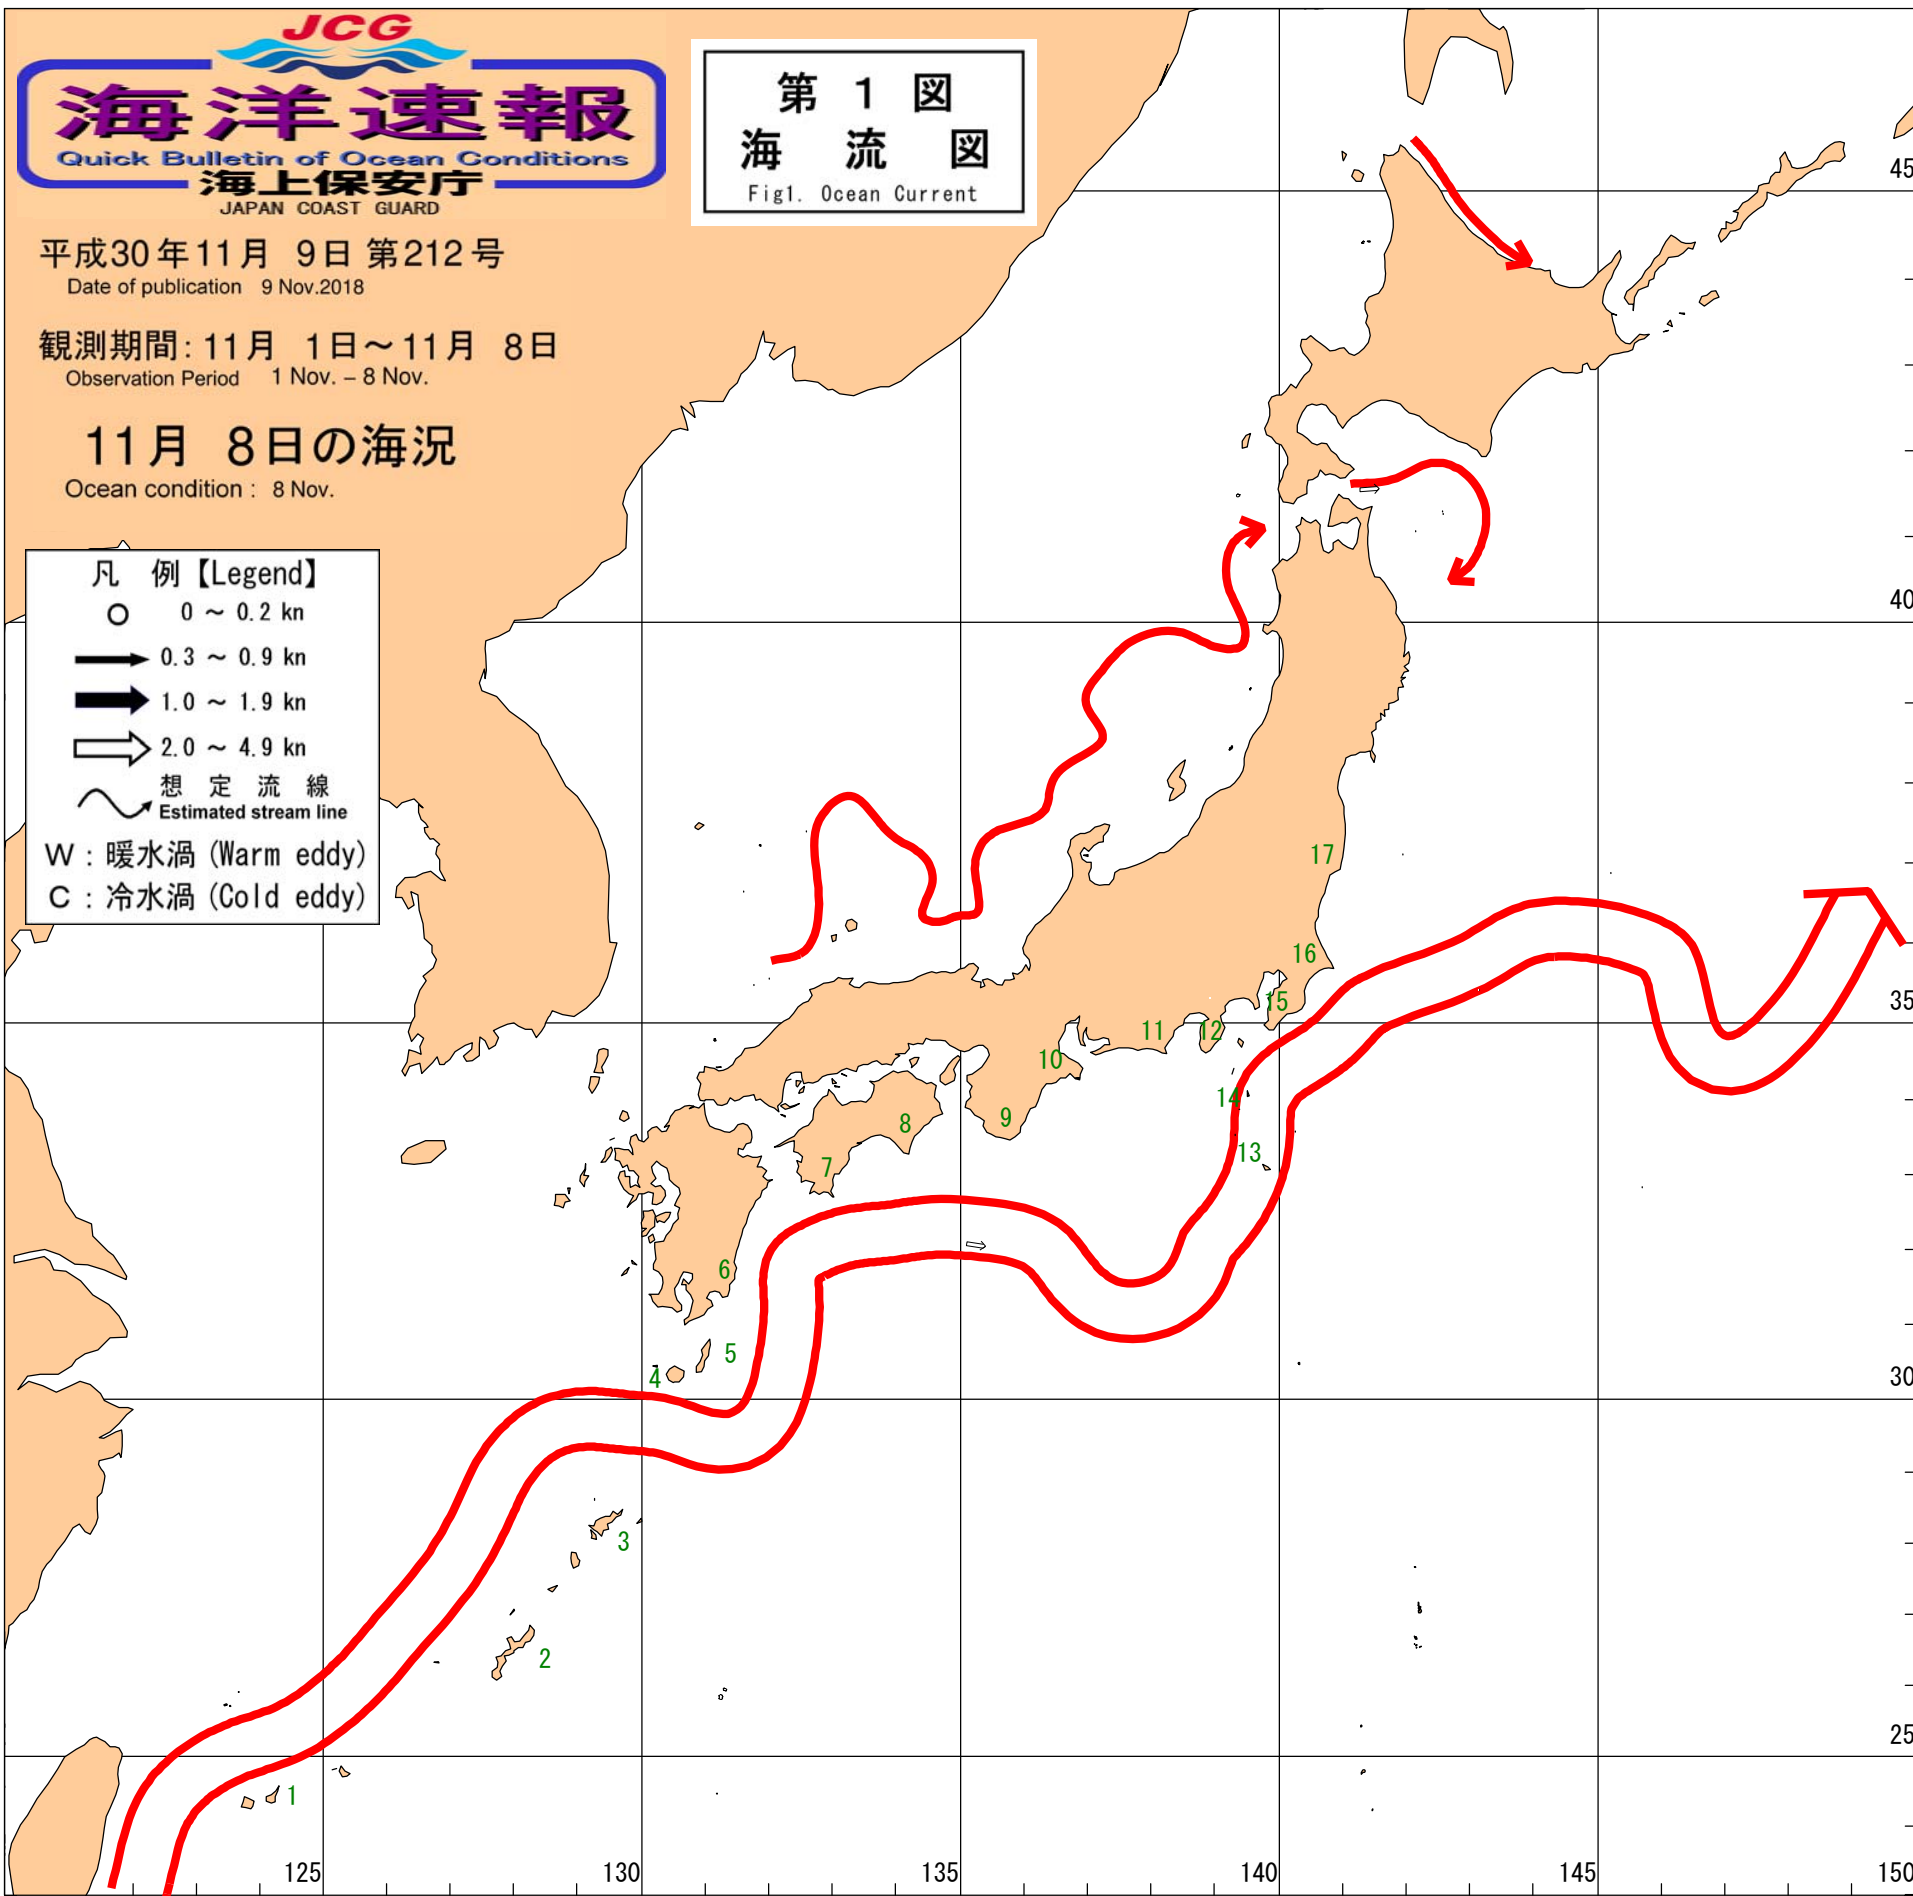 JCG
海洋速報
Quick Bulletin of Ocean Conditions
海上保安庁
JAPAN COAST GUARD
第 1 図
海 流 図
Fig1. Ocean Current
平成30年11月 9日 第212号
Date of publication 9 Nov.2018
観測期間: 11月 1日～11月 8日
Observation Period 1 Nov. – 8 Nov.
11月 8日の海況
Ocean condition : 8 Nov.
凡 例【Legend】
0 ～ 0.2 kn
0.3 ～ 0.9 kn
1.0 ～ 1.9 kn
2.0 ～ 4.9 kn
想 定 流 線
Estimated stream line
W : 暖水渦 (Warm eddy)
C : 冷水渦 (Cold eddy)
45
40
17
16
35
15
11
12
10
14
9
8
13
7
6
5
4
30
3
2
25
1
125
130
135
140
145
150